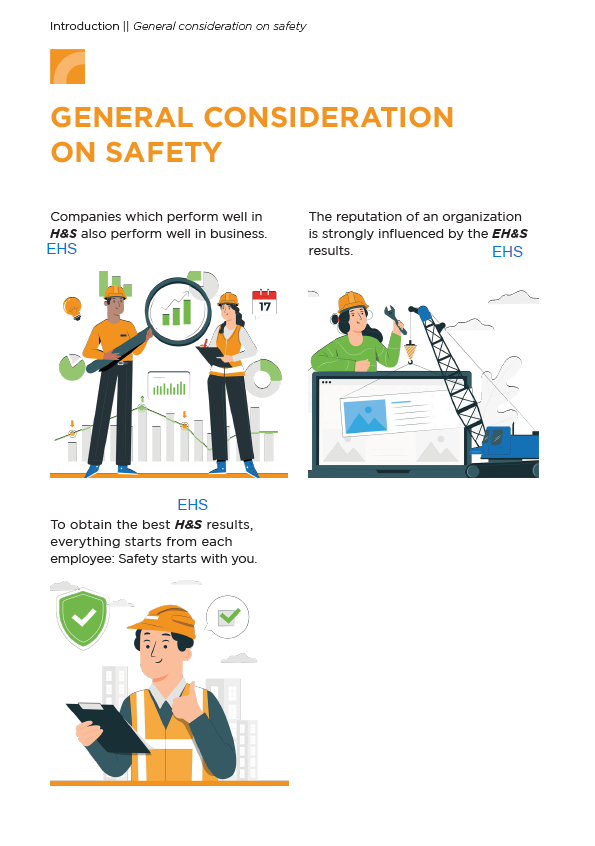 Introduction || General consideration on safety
GENERAL CONSIDERATION
ON SAFETY
Companies which perform well in
H&S also perform well in business.
EHS
The reputation of an organization
is strongly influenced by the EH&S
results.
EHS
17
EHS
To obtain the best H&S results,
everything starts from each
employee: Safety starts with you.